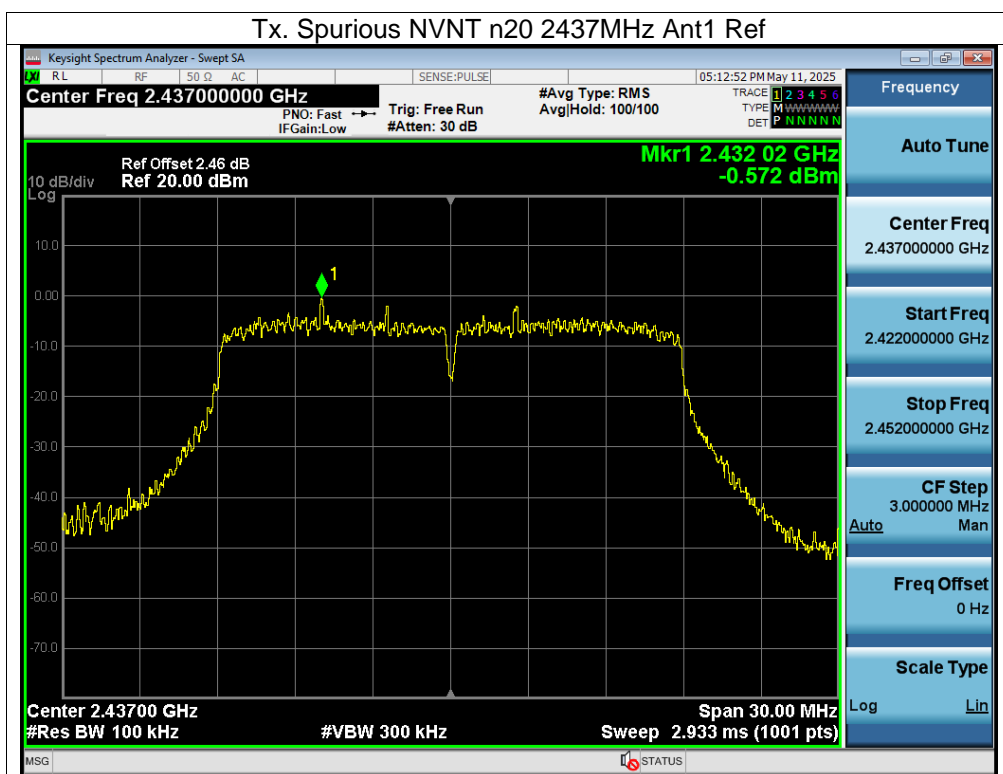 Tx. Spurious NVNT n20 2437MHz Ant1 Ref
Keysight Spectrum Analyzer - Swept SA
LXI RL RF 50 Ω AC SENSE:PULSE 05:12:52 PM May 11, 2025
Center Freq 2.437000000 GHz
PNO: Fast
IFGain:Low
Trig: Free Run
#Atten: 30 dB
#Avg Type: RMS
Avg|Hold: 100/100
TRACE 1 2 3 4 5 6
TYPE M W W W W W
DET P N N N N N
Mkr1 2.432 02 GHz
-0.572 dBm
Ref Offset 2.46 dB
10 dB/div Ref 20.00 dBm
Log
10.0
1
0.00
-10.0
-20.0
-30.0
-40.0
-50.0
-60.0
-70.0
Center 2.43700 GHz Span 30.00 MHz
#Res BW 100 kHz #VBW 300 kHz Sweep 2.933 ms (1001 pts)
MSG STATUS
Frequency
Auto Tune
Center Freq
2.437000000 GHz
Start Freq
2.422000000 GHz
Stop Freq
2.452000000 GHz
CF Step
3.000000 MHz
Auto Man
Freq Offset
0 Hz
Scale Type
Log Lin